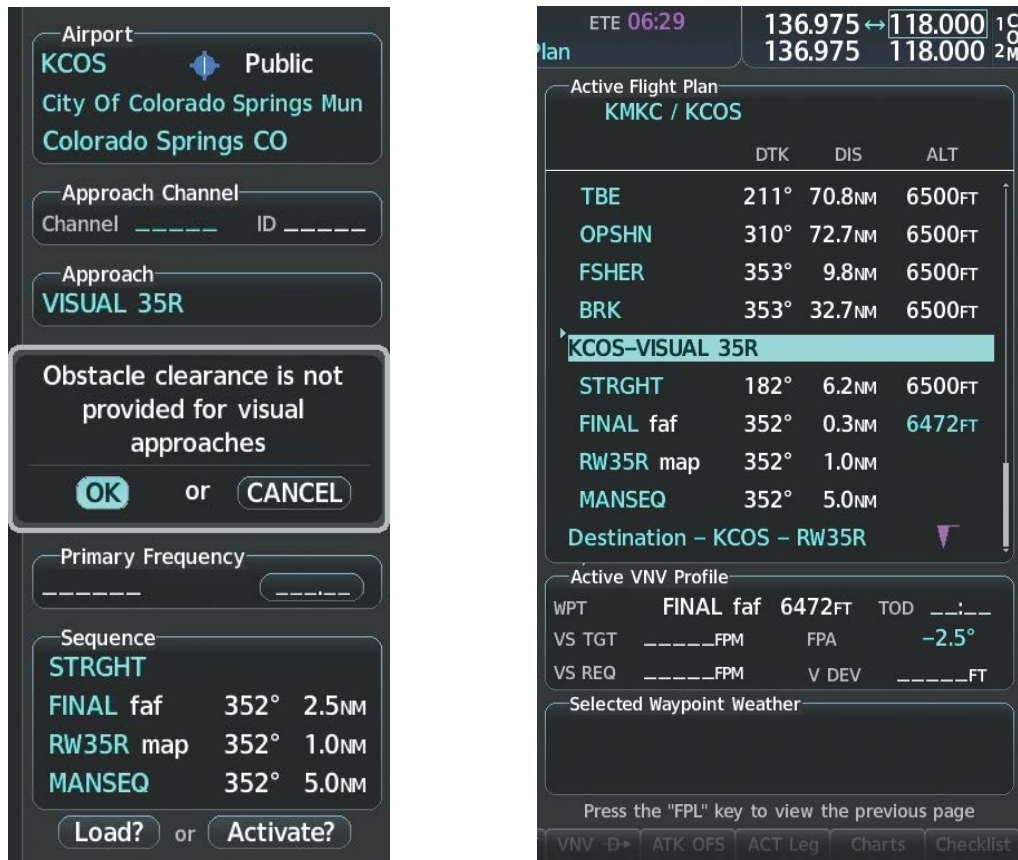 Airport
KCOS Public
City Of Colorado Springs Mun
Colorado Springs CO
Approach Channel
Channel _____ ID _____
Approach
VISUAL 35R
Obstacle clearance is not
provided for visual
approaches
OK or CANCEL
Primary Frequency
______ ___.__
Sequence
STRGHT
FINAL faf 352° 2.5NM
RW35R map 352° 1.0NM
MANSEQ 352° 5.0NM
Load? or Activate?
ETE 06:29 136.975 ↔ 118.000 1
Plan 136.975 118.000 2
COM
Active Flight Plan
KMKC / KCOS
DTK DIS ALT
TBE 211° 70.8NM 6500FT
OPSHN 310° 72.7NM 6500FT
FSHER 353° 9.8NM 6500FT
BRK 353° 32.7NM 6500FT
KCOS–VISUAL 35R
STRGHT 182° 6.2NM 6500FT
FINAL faf 352° 0.3NM 6472FT
RW35R map 352° 1.0NM
MANSEQ 352° 5.0NM
Destination – KCOS – RW35R
Active VNV Profile
WPT FINAL faf 6472FT TOD __:__
VS TGT _____FPM FPA -2.5°
VS REQ _____FPM V DEV _____FT
Selected Waypoint Weather
Press the "FPL" key to view the previous page
VNV D ATK OFS ACT Leg Charts Checklist